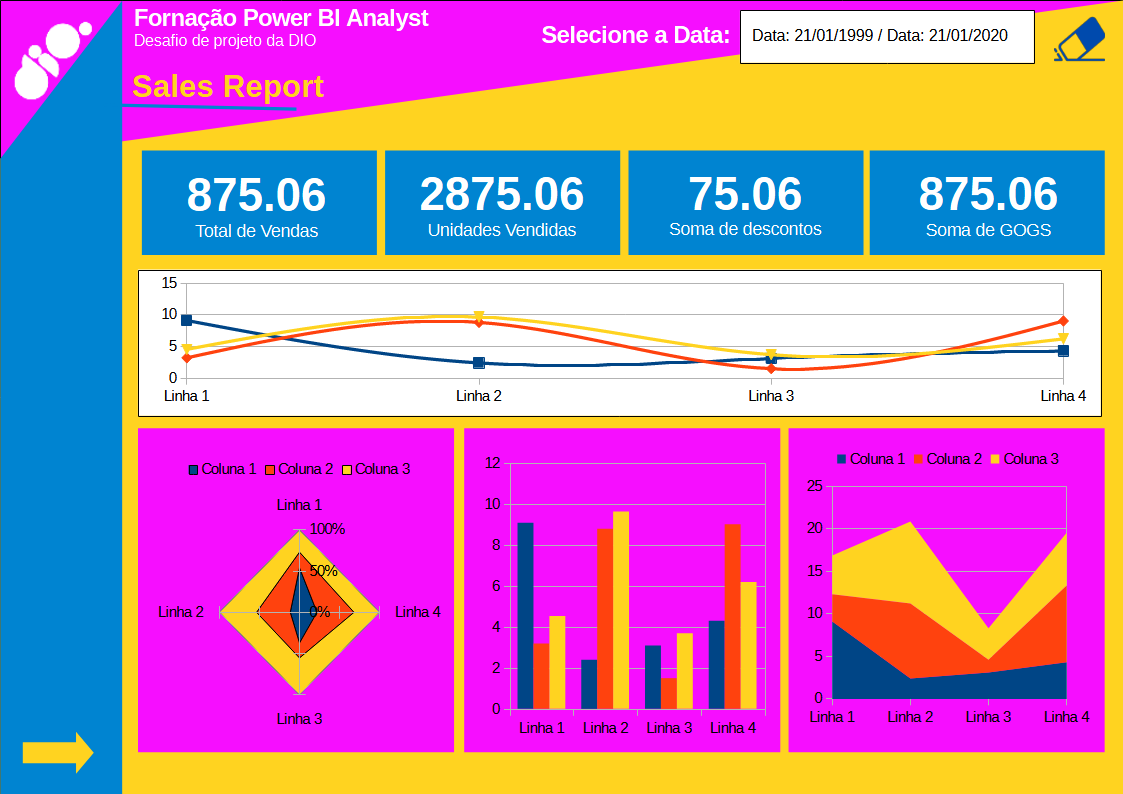 Fornação Power BI Analyst
Desafio de projeto da DIO
Selecione a Data:
Data: 21/01/1999 / Data: 21/01/2020
Sales Report
875.06
Total de Vendas
2875.06
Unidades Vendidas
75.06
Soma de descontos
875.06
Soma de GOGS
15
10
5
0
Linha 1 Linha 2 Linha 3 Linha 4
Coluna 1 Coluna 2 Coluna 3
Linha 1
100%
50%
Linha 2 0% Linha 4
Linha 3
12
10
8
6
4
2
0
Linha 1 Linha 2 Linha 3 Linha 4
Coluna 1 Coluna 2 Coluna 3
25
20
15
10
5
0
Linha 1 Linha 2 Linha 3 Linha 4